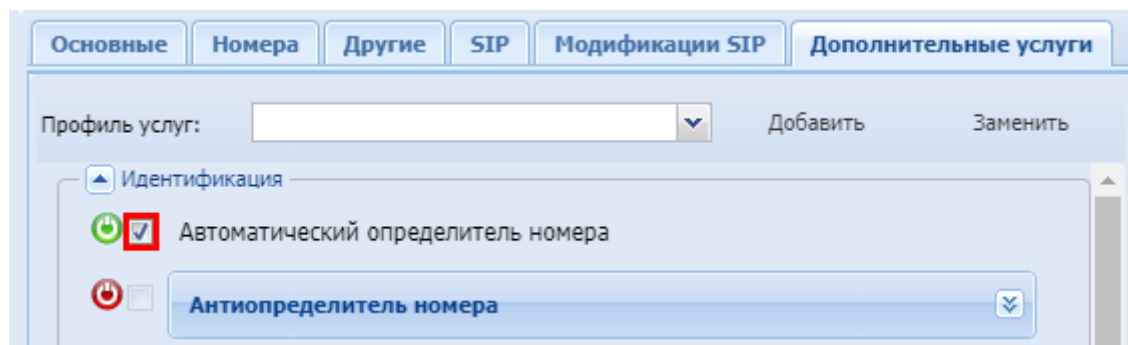 Основные Номера Другие SIP Модификации SIP Дополнительные услуги
Профиль услуг: Добавить Заменить
Идентификация
Автоматический определитель номера
Антиопределитель номера